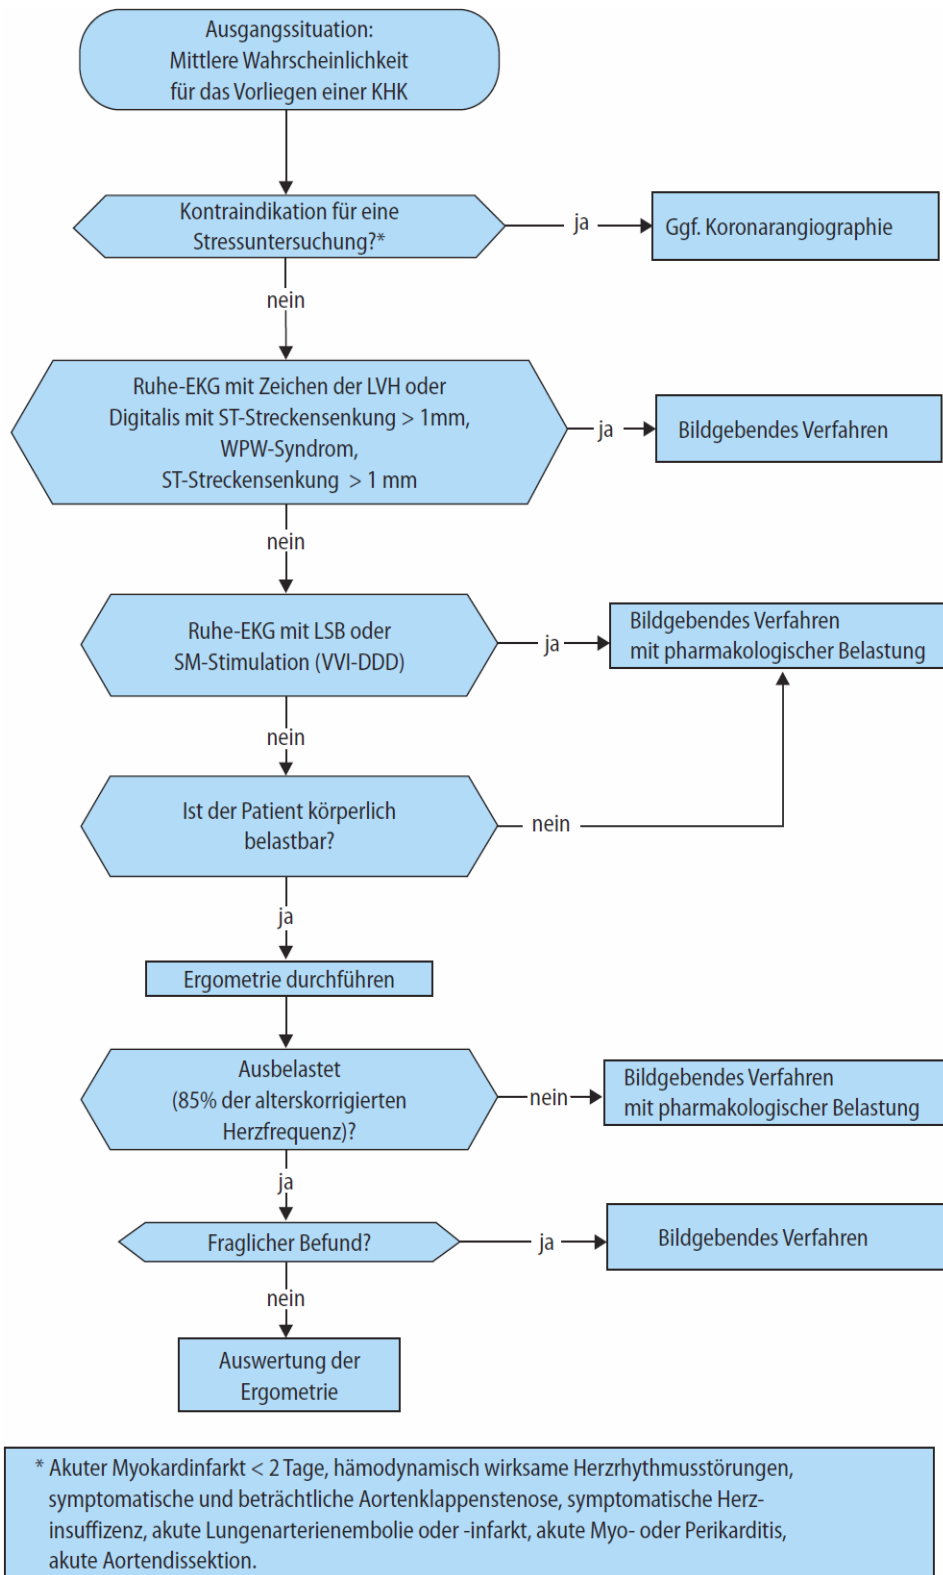 Ausgangssituation:
Mittlere Wahrscheinlichkeit
für das Vorliegen einer KHK
Kontraindikation für eine
Stressuntersuchung?*
ja
Ggf. Koronarangiographie
nein
Ruhe-EKG mit Zeichen der LVH oder
Digitalis mit ST-Streckensenkung > 1mm,
WPW-Syndrom,
ST-Streckensenkung > 1 mm
ja
Bildgebendes Verfahren
nein
Ruhe-EKG mit LSB oder
SM-Stimulation (VVI-DDD)
ja
Bildgebendes Verfahren
mit pharmakologischer Belastung
nein
Ist der Patient körperlich
belastbar?
nein
ja
Ergometrie durchführen
Ausbelastet
(85% der alterskorrigierten
Herzfrequenz)?
nein
Bildgebendes Verfahren
mit pharmakologischer Belastung
ja
Fraglicher Befund?
ja
Bildgebendes Verfahren
nein
Auswertung der
Ergometrie
* Akuter Myokardinfarkt < 2 Tage, hämodynamisch wirksame Herzrhythmusstörungen,
symptomatische und beträchtliche Aortenklappenstenose, symptomatische Herz-
insuffizenz, akute Lungenarterienembolie oder -infarkt, akute Myo- oder Perikarditis,
akute Aortendissektion.